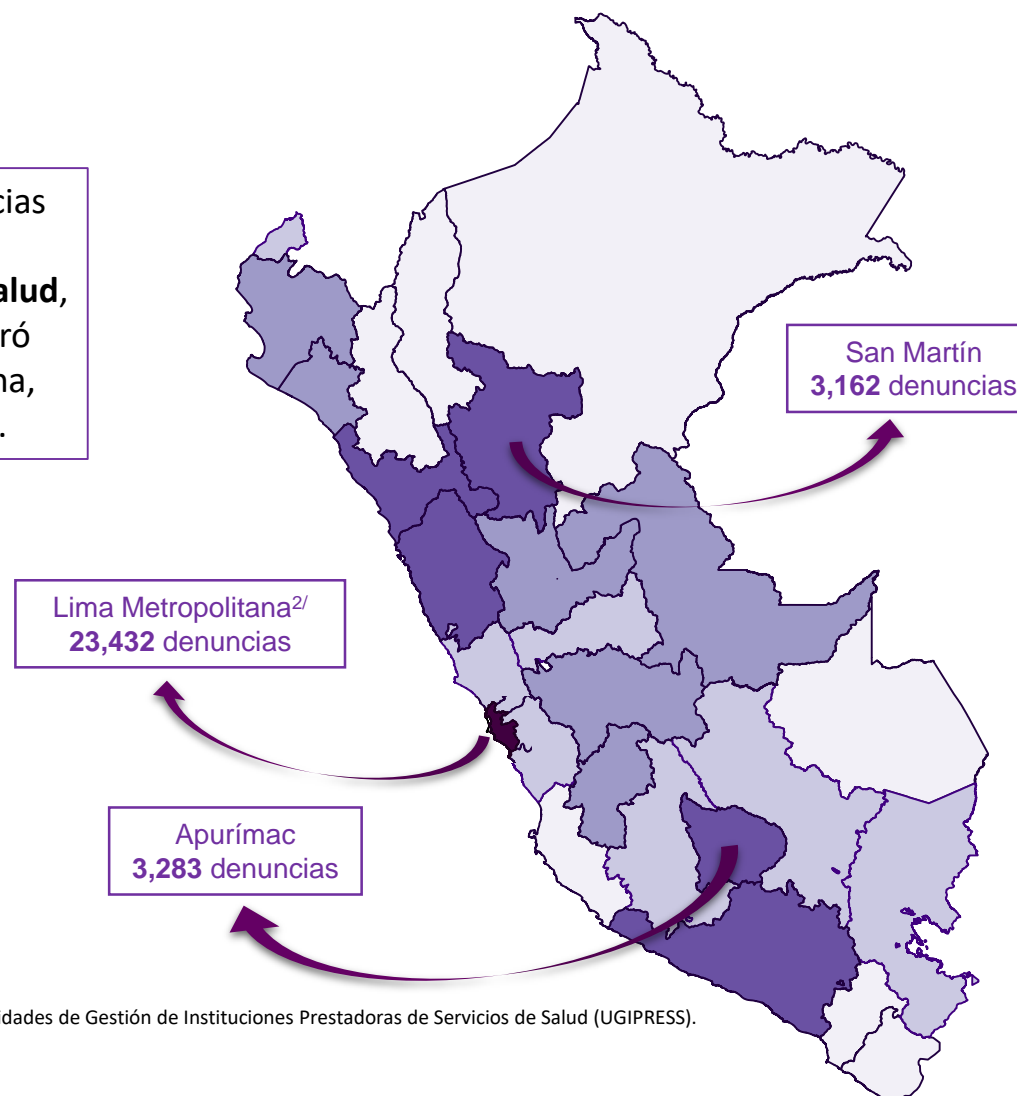 cias
alud,
ró
na,
.
San Martín
3,162 denuncias
Lima Metropolitana2/
23,432 denuncias
Apurímac
3,283 denuncias
idades de Gestión de Instituciones Prestadoras de Servicios de Salud (UGIPRESS).